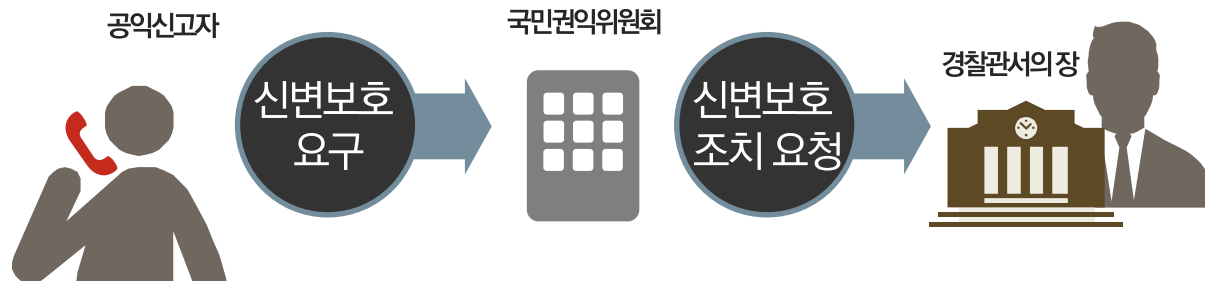 공익신고자
신변보호
요구
국민권익위원회
신변보호
조치 요청
경찰관서의 장